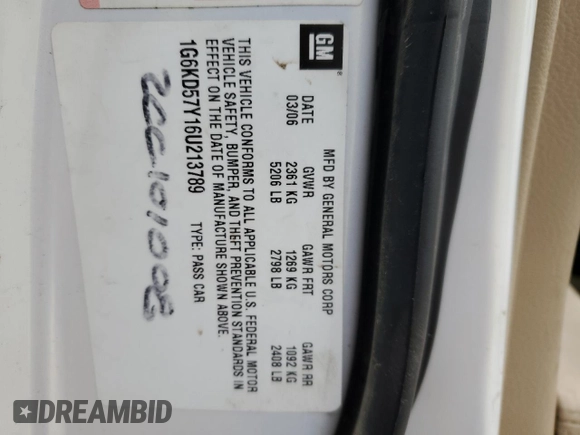 GM
MFD BY GENERAL MOTORS CORP
DATE GVWR GAWR FRT GAWR RR
03/06 2361 KG 1269 KG 1092 KG
5206 LB 2798 LB 2408 LB
THIS VEHICLE CONFORMS TO ALL APPLICABLE U.S. FEDERAL MOTOR
VEHICLE SAFETY, BUMPER, AND THEFT PREVENTION STANDARDS IN
EFFECT ON THE DATE OF MANUFACTURE SHOWN ABOVE.
1G6KD57Y16U213789 TYPE: PASS CAR
DREAMBID